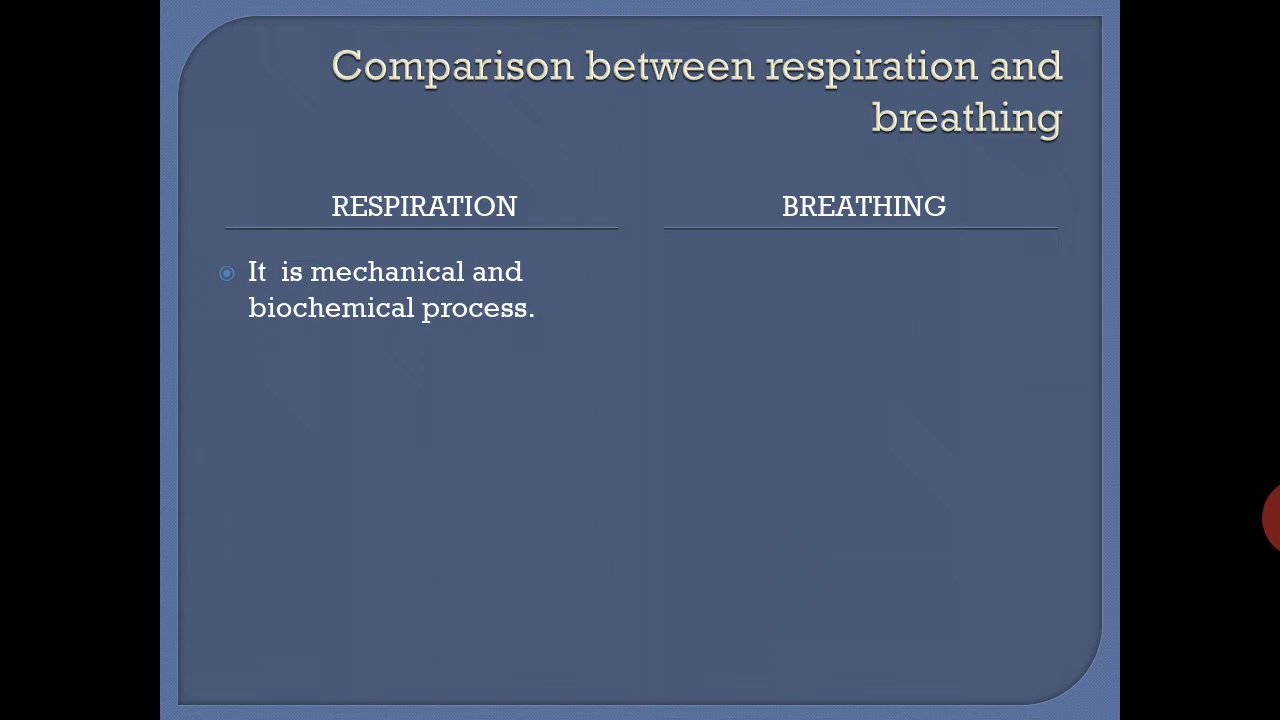 Comparison between respiration and
breathing
RESPIRATION
BREATHING
It  is mechanical and
biochemical process.